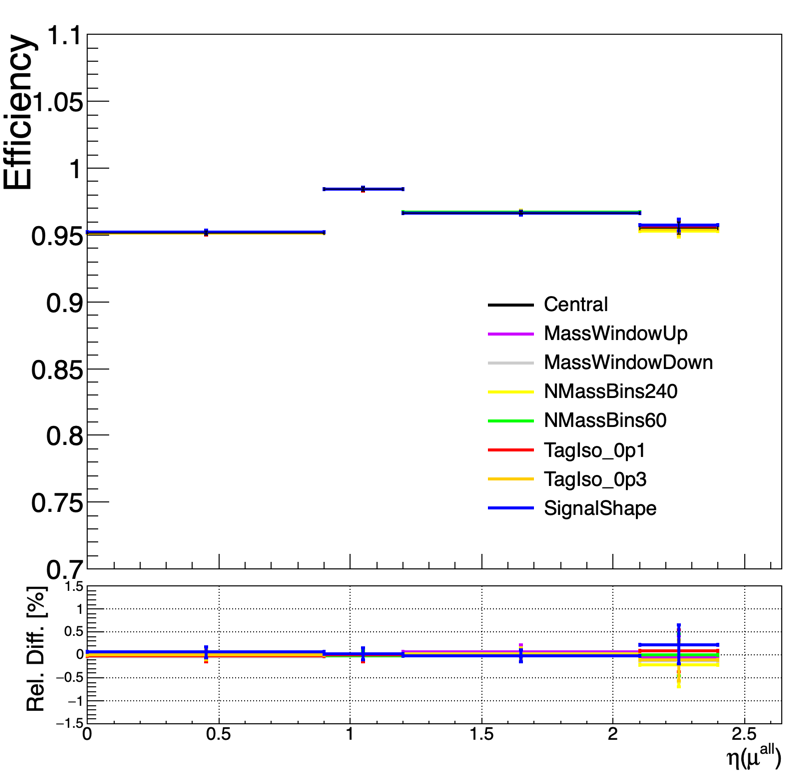 Efficiency
1.1
1.05
1
0.95
0.9
0.85
0.8
0.75
0.7
Central
MassWindowUp
MassWindowDown
NMassBins240
NMassBins60
TagIso_0p1
TagIso_0p3
SignalShape
Rel. Diff. [%]
1.5
1
0.5
0
−0.5
−1
−1.5
0 0.5 1 1.5 2 2.5
η(μ^all)